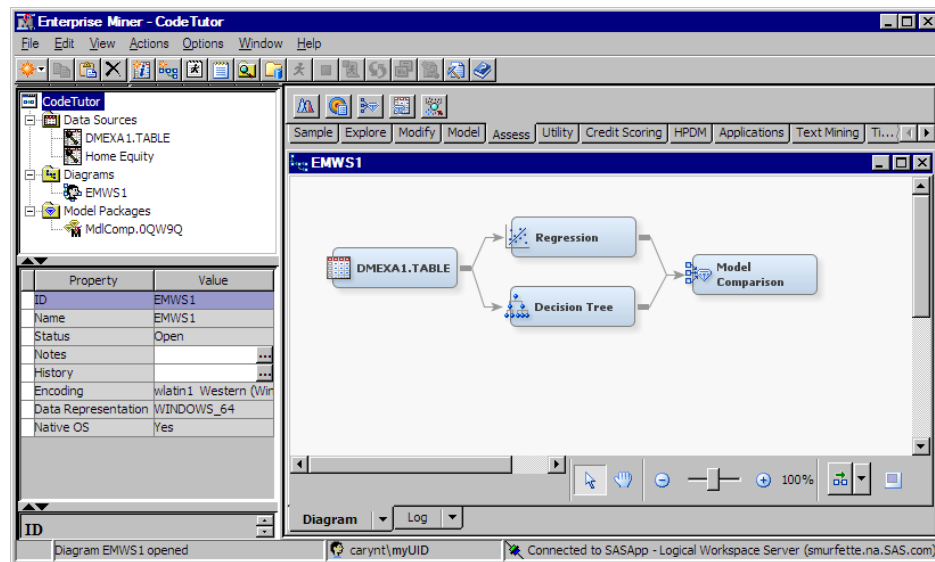 Enterprise Miner - CodeTutor
File Edit View Actions Options Window Help
CodeTutor
Data Sources
DMEXA1.TABLE
Home Equity
Diagrams
EMWS1
Model Packages
MdlComp.0QW9Q
Property Value
ID EMWS1
Name EMWS1
Status Open
Notes ...
History ...
Encoding wlatin1 Western (Win
Data Representation WINDOWS_64
Native OS Yes
ID
Sample Explore Modify Model Assess Utility Credit Scoring HPDM Applications Text Mining Ti...
EMWS1
DMEXA1.TABLE
Regression
Decision Tree
Model
Comparison
100%
Diagram Log
Diagram EMWS1 opened carynt\myUID Connected to SASApp - Logical Workspace Server (smurfette.na.SAS.com)